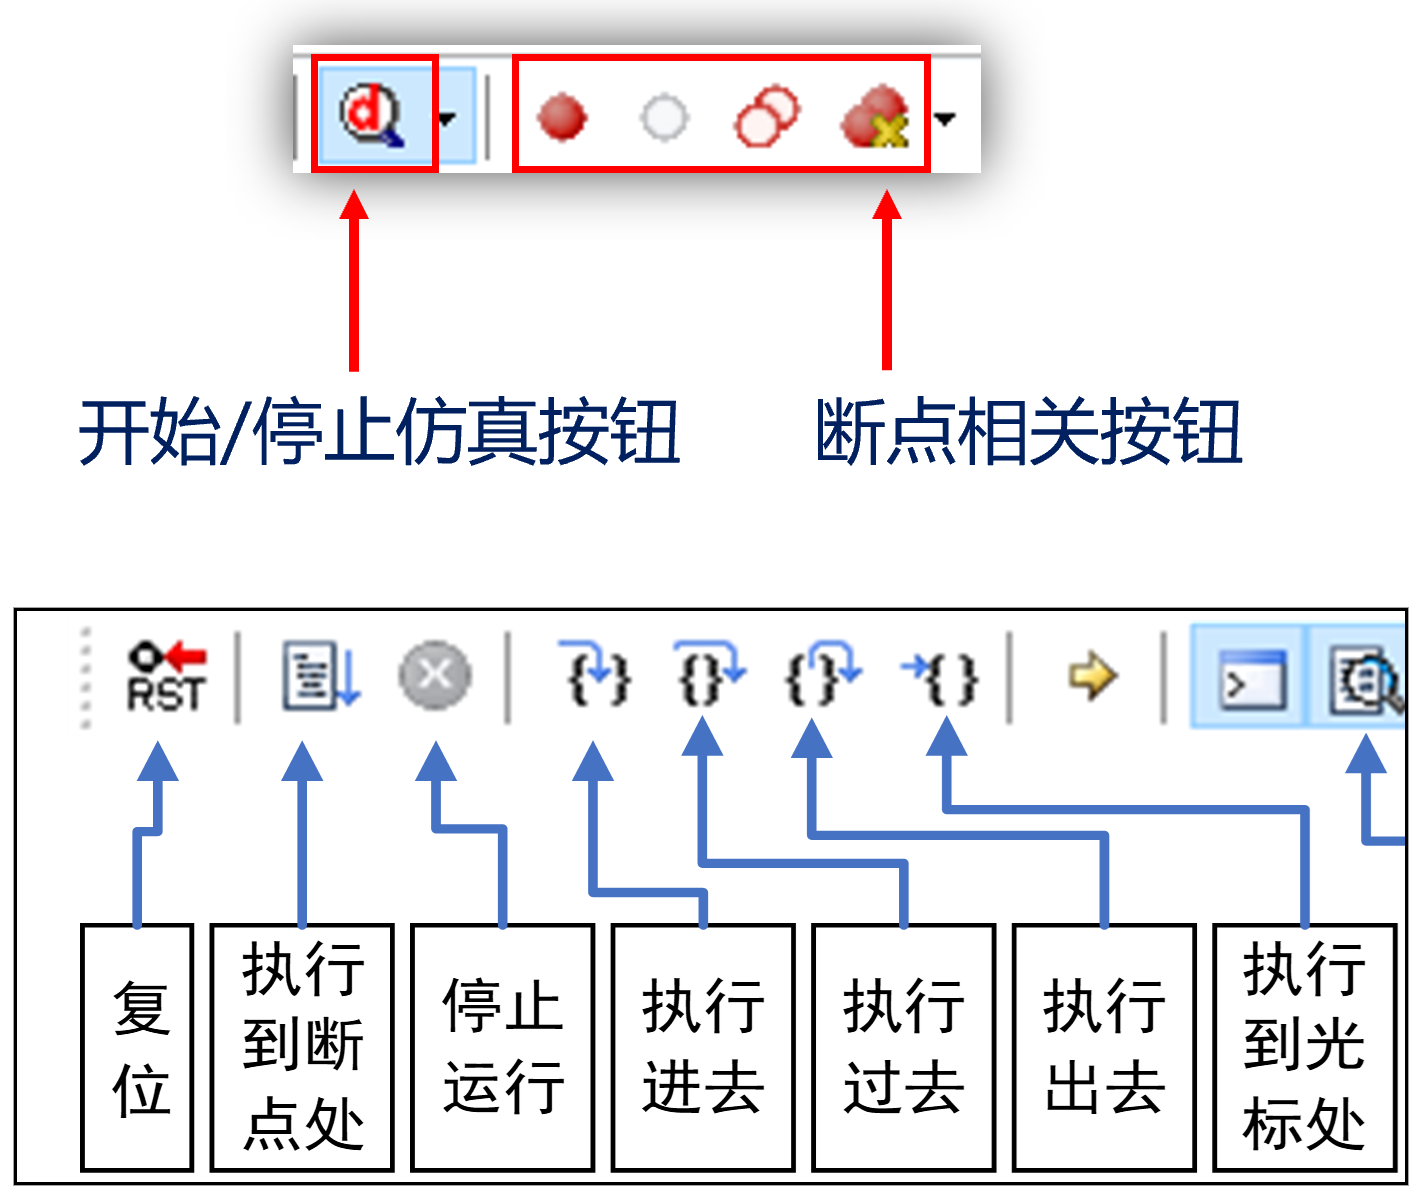 d
开始/停止仿真按钮
断点相关按钮
RST
复
位
执行
到断
点处
停止
运行
执行
进去
执行
过去
执行
出去
执行
到光
标处